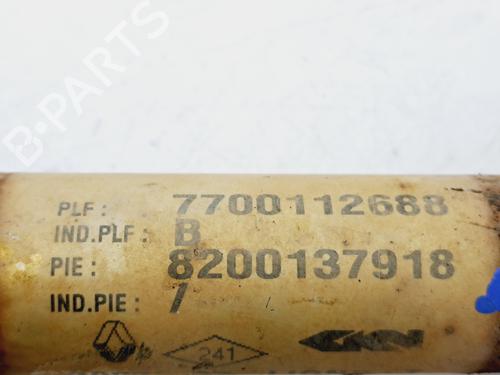 B-PARTS
PLF: 7700112688
IND.PLF: B
PIE: 8200137918
IND.PIE: /
241 GKN